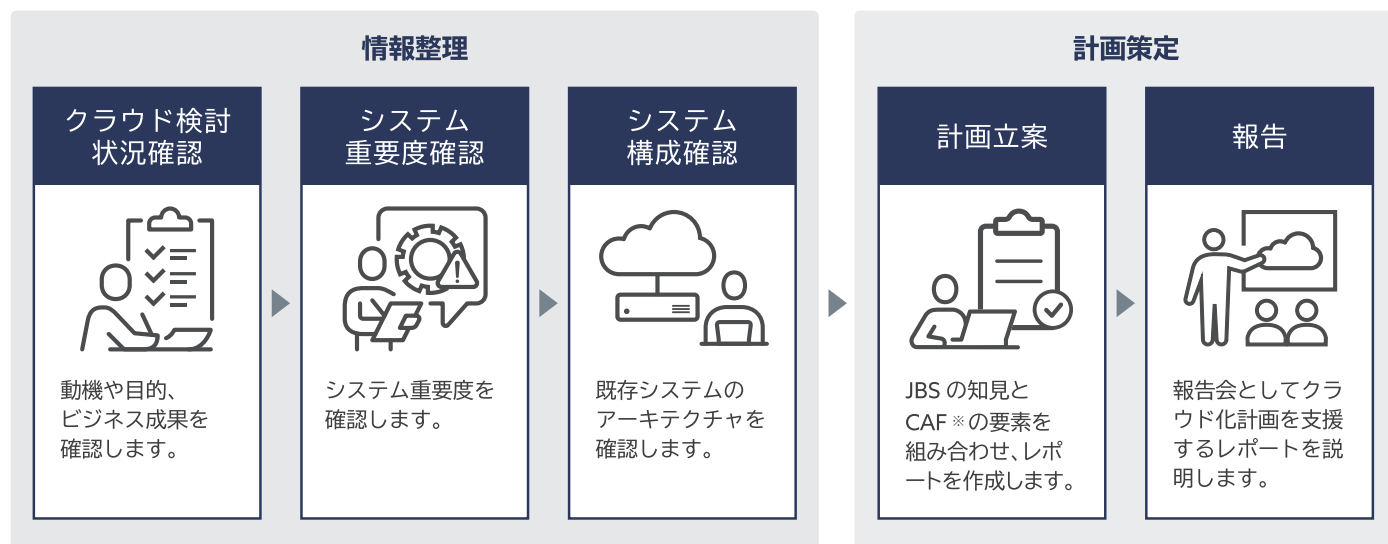 情報整理
クラウド検討
状況確認
動機や目的、
ビジネス成果を
確認します。
システム
重要度確認
システム重要度を
確認します。
システム
構成確認
既存システムの
アーキテクチャを
確認します。
計画策定
計画立案
JBS の知見と
CAF ※ の要素を
組み合わせ、レポ
ートを作成します。
報告
報告会としてクラ
ウド化計画を支援
するレポートを説
明します。